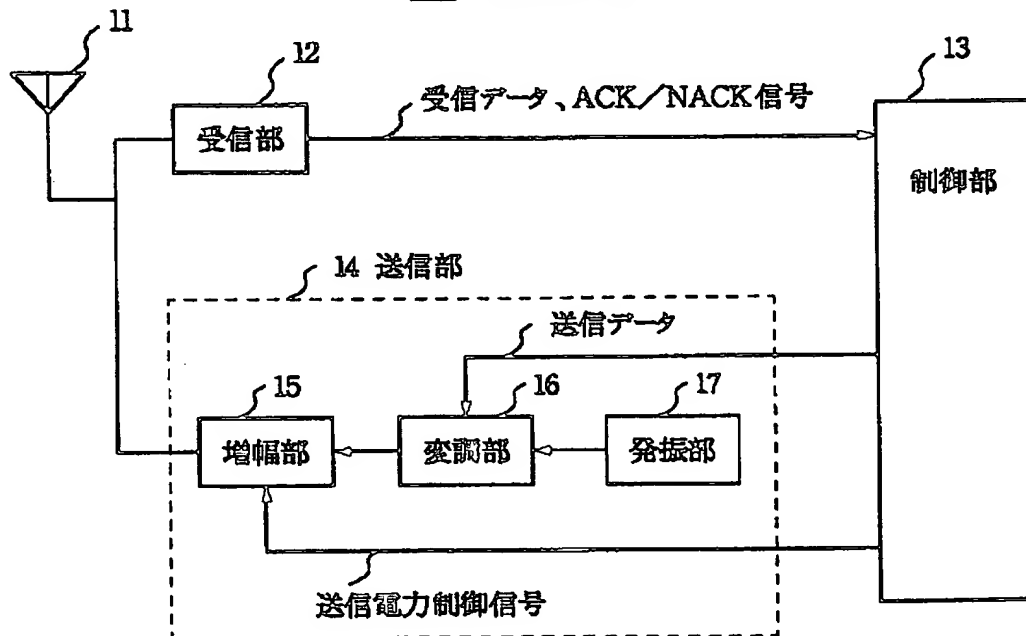 11
12
13
受信データ、ACK/NACK信号
受信部
制御部
14 送信部
送信データ
15
16
17
増幅部
変調部
発振部
送信電力制御信号